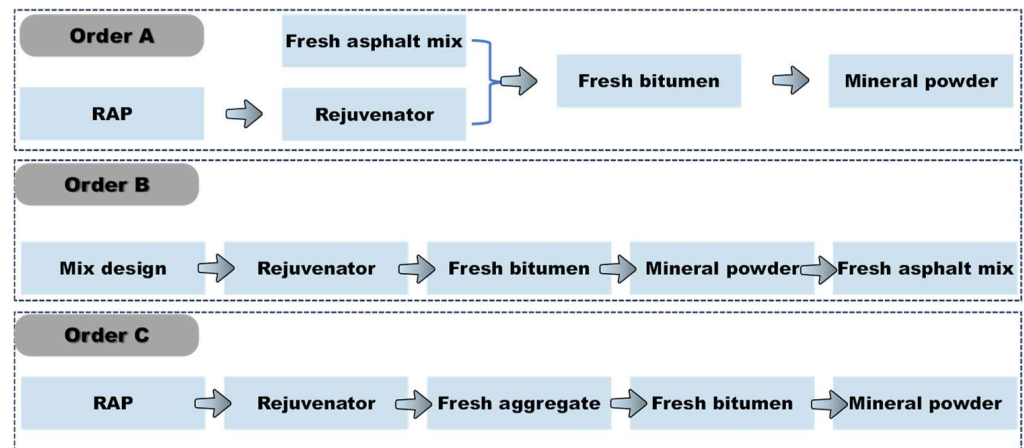 Order A
Fresh asphalt mix
RAP
Rejuvenator
Fresh bitumen
Mineral powder
Order B
Mix design
Rejuvenator
Fresh bitumen
Mineral powder
Fresh asphalt mix
Order C
RAP
Rejuvenator
Fresh aggregate
Fresh bitumen
Mineral powder